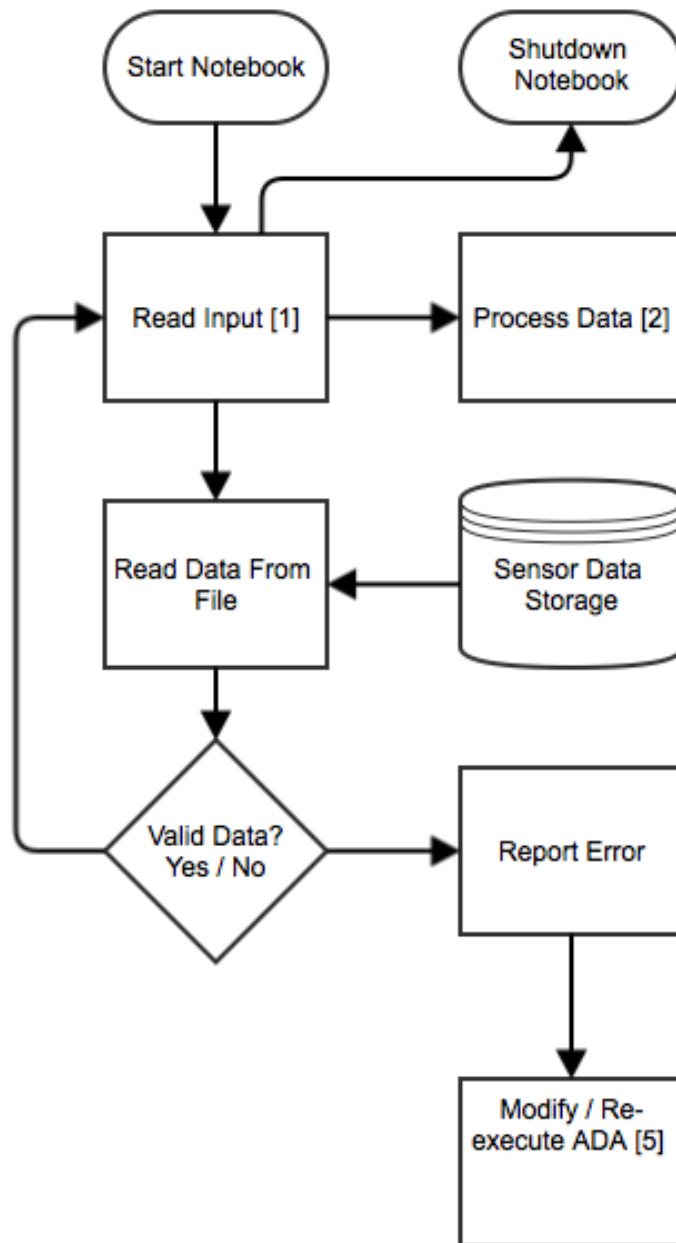 Start Notebook
Shutdown
Notebook
Read Input [1]
Process Data [2]
Read Data From
File
Sensor Data
Storage
Valid Data?
Yes / No
Report Error
Modify / Re-
execute ADA [5]